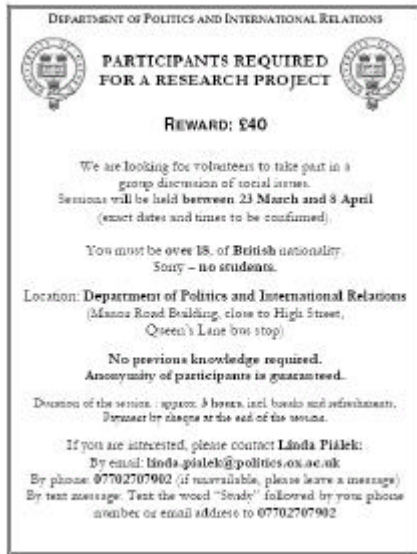 DEPARTMENT OF POLITICS AND INTERNATIONAL RELATIONS
PARTICIPANTS REQUIRED
FOR A RESEARCH PROJECT
REWARD: £40
We are looking for volunteers to take part in a
group discussion of social issues.
Sessions will be held between 23 March and 8 April
(exact dates and times to be confirmed).
You must be over 18, of British nationality.
Sorry – no students.
Location: Department of Politics and International Relations
(Manor Road Building, close to High Street,
Queen's Lane bus stop)
No previous knowledge required.
Anonymity of participants is guaranteed.
Duration of the session : approx. 3 hours, incl. breaks and refreshments.
Payment by cheque at the end of the session.
If you are interested, please contact Linda Piálek:
By email: linda.pialek@politics.ox.ac.uk
By phone: 07702707902 (if unavailable, please leave a message)
By text message: Text the word "Study" followed by your phone
number or email address to 07702707902